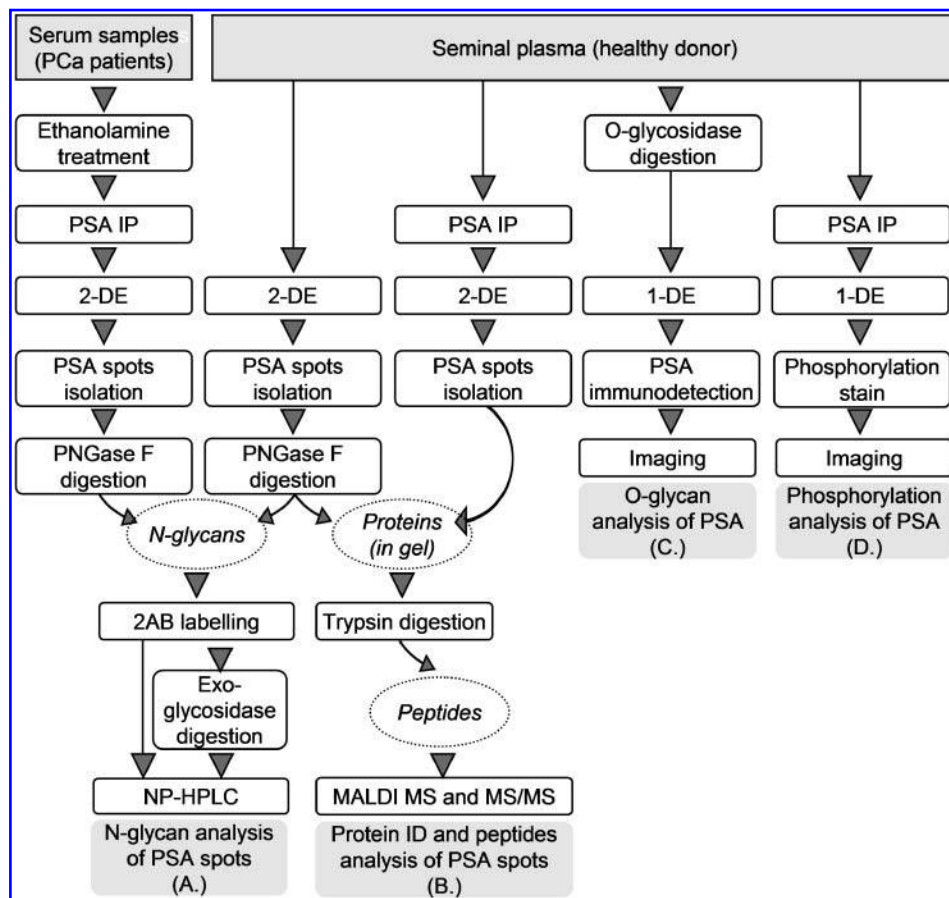 Serum samples
(PCa patients)
Seminal plasma (healthy donor)
Ethanolamine
treatment
O-glycosidase
digestion
PSA IP
PSA IP
PSA IP
2-DE
2-DE
2-DE
1-DE
1-DE
PSA spots
isolation
PSA spots
isolation
PSA spots
isolation
PSA
immunodetection
Phosphorylation
stain
PNGase F
digestion
PNGase F
digestion
Imaging
Imaging
N-glycans
Proteins
(in gel)
O-glycan
analysis of PSA
(C.)
Phosphorylation
analysis of PSA
(D.)
2AB labelling
Trypsin digestion
Exo-
glycosidase
digestion
Peptides
NP-HPLC
MALDI MS and MS/MS
N-glycan analysis
of PSA spots
(A.)
Protein ID and peptides
analysis of PSA spots
(B.)